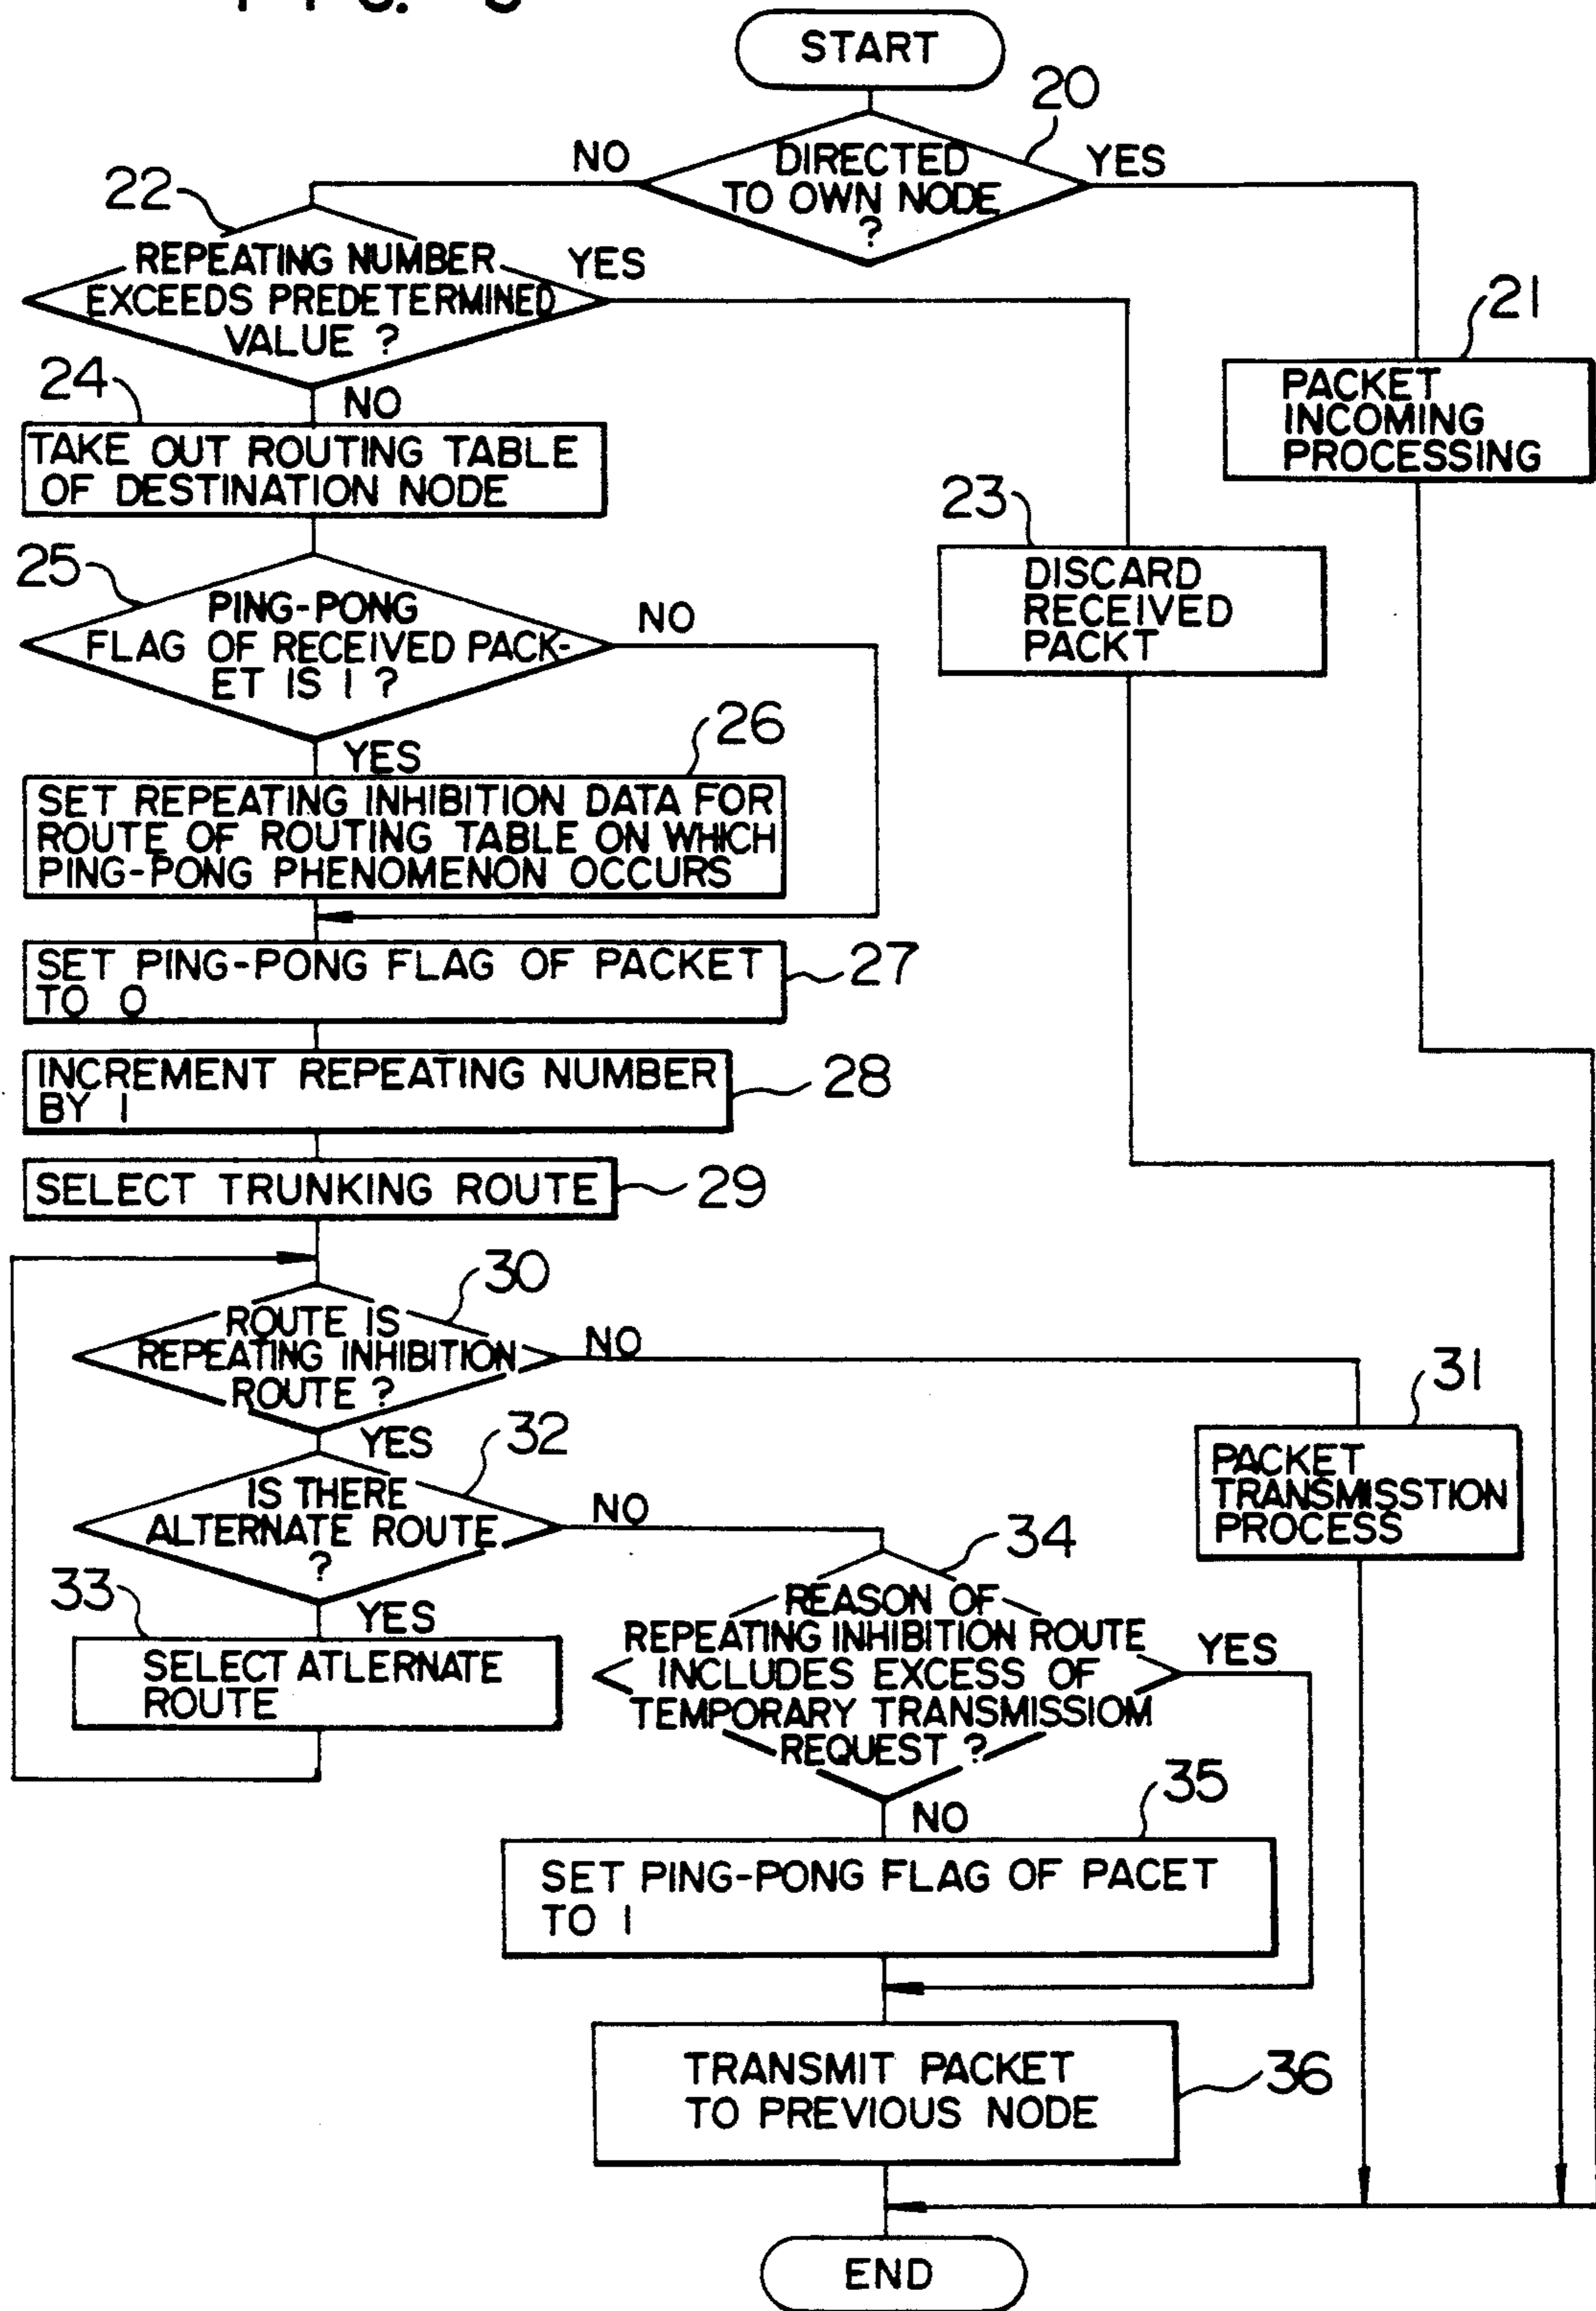 START
20
DIRECTED
TO OWN NODE
?
NO
YES
22
REPEATING NUMBER
EXCEEDS PREDETERMINED
VALUE ?
YES
NO
21
PACKET
INCOMING
PROCESSING
24
TAKE OUT ROUTING TABLE
OF DESTINATION NODE
23
DISCARD
RECEIVED
PACKT
25
PING-PONG
FLAG OF RECEIVED PACK-
ET IS 1 ?
NO
YES
26
SET REPEATING INHIBITION DATA FOR
ROUTE OF ROUTING TABLE ON WHICH
PING-PONG PHENOMENON OCCURS
SET PING-PONG FLAG OF PACKET
TO 0
27
INCREMENT REPEATING NUMBER
BY 1
28
SELECT TRUNKING ROUTE
29
30
ROUTE IS
REPEATING INHIBITION
ROUTE ?
NO
YES
31
PACKET
TRANSMISSTION
PROCESS
32
IS THERE
ALTERNATE ROUTE
?
NO
YES
33
SELECT ATLERNATE
ROUTE
34
REASON OF
REPEATING INHIBITION ROUTE
INCLUDES EXCESS OF
TEMPORARY TRANSMISSIOM
REQUEST ?
YES
NO
35
SET PING-PONG FLAG OF PACET
TO 1
TRANSMIT PACKET
TO PREVIOUS NODE
36
END